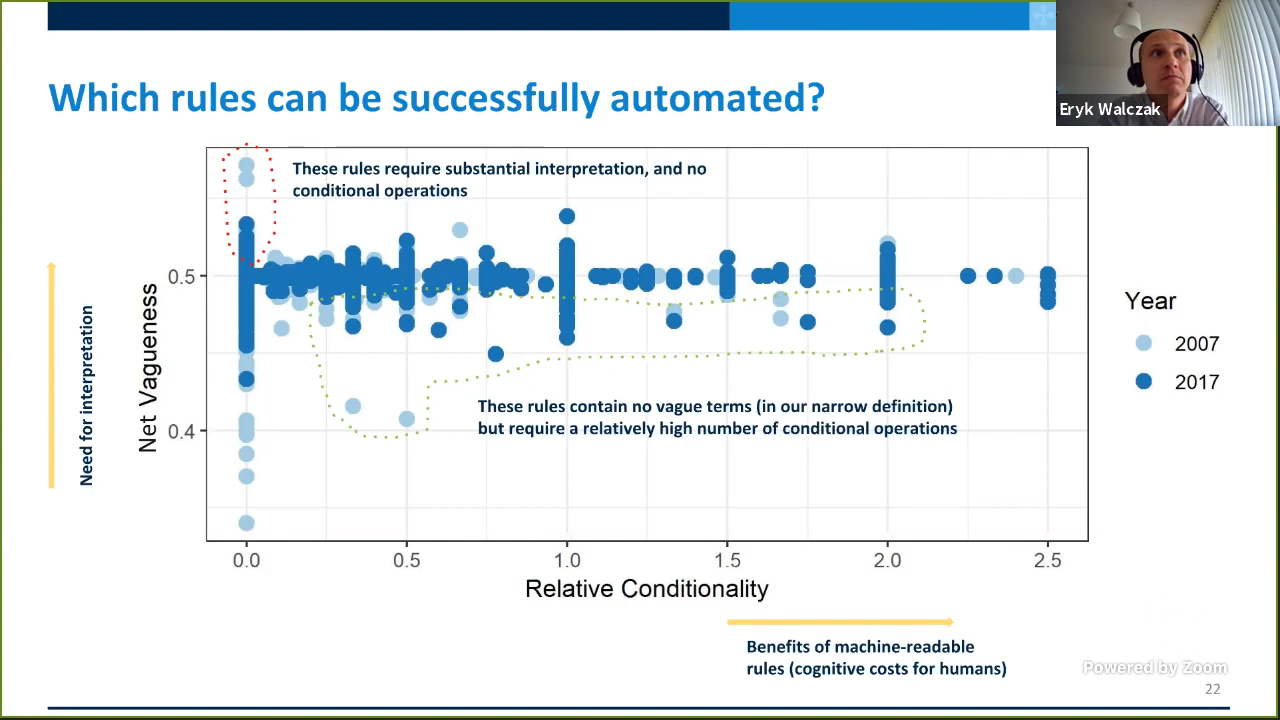 Eryk Walczak
Which rules can be successfully automated?
These rules require substantial interpretation, and no
conditional operations
Need for interpretation
Net Vagueness
0.5
0.4
These rules contain no vague terms (in our narrow definition)
but require a relatively high number of conditional operations
Year
2007
2017
0.0 0.5 1.0 1.5 2.0 2.5
Relative Conditionality
Benefits of machine-readable
rules (cognitive costs for humans)
Powered by Zoom
22